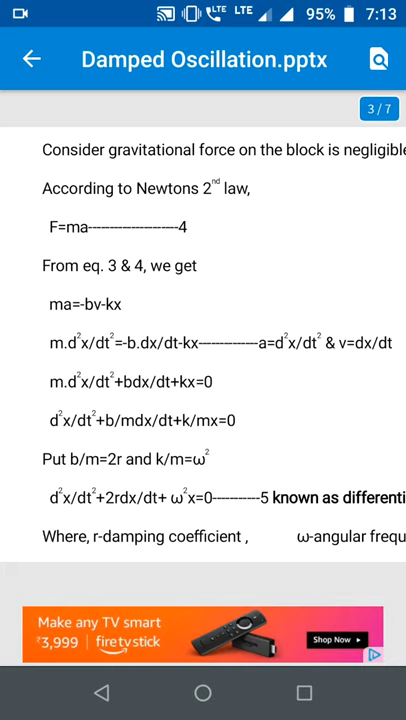 LTE LTE 95% 7:13
Damped Oscillation.pptx
3 / 7
Consider gravitational force on the block is negligible
According to Newtons 2nd law,
F=ma---------------------4
From eq. 3 & 4, we get
ma=-bv-kx
m.d²x/dt²=-b.dx/dt-kx--------------a=d²x/dt² & v=dx/dt
m.d²x/dt²+bdx/dt+kx=0
d²x/dt²+b/mdx/dt+k/mx=0
Put b/m=2r and k/m=ω²
d²x/dt²+2rdx/dt+ ω²x=0-----------5 known as differenti
Where, r-damping coefficient , ω-angular frequ
Make any TV smart
₹3,999 | firetvstick
Shop Now